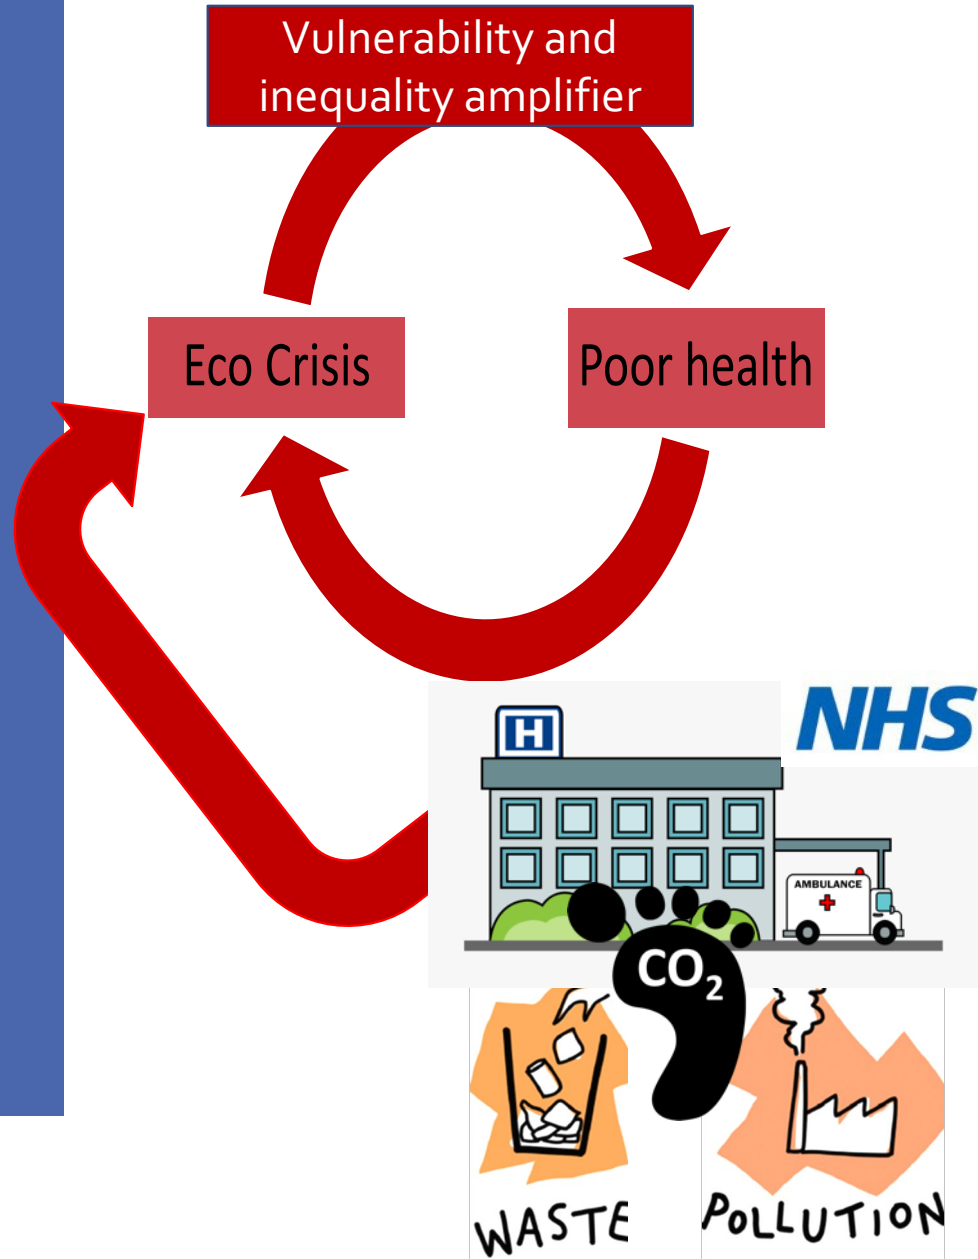 Vulnerability and
inequality amplifier
Eco Crisis
Poor health
H
NHS
AMBULANCE
CO₂
WASTE
POLLUTION